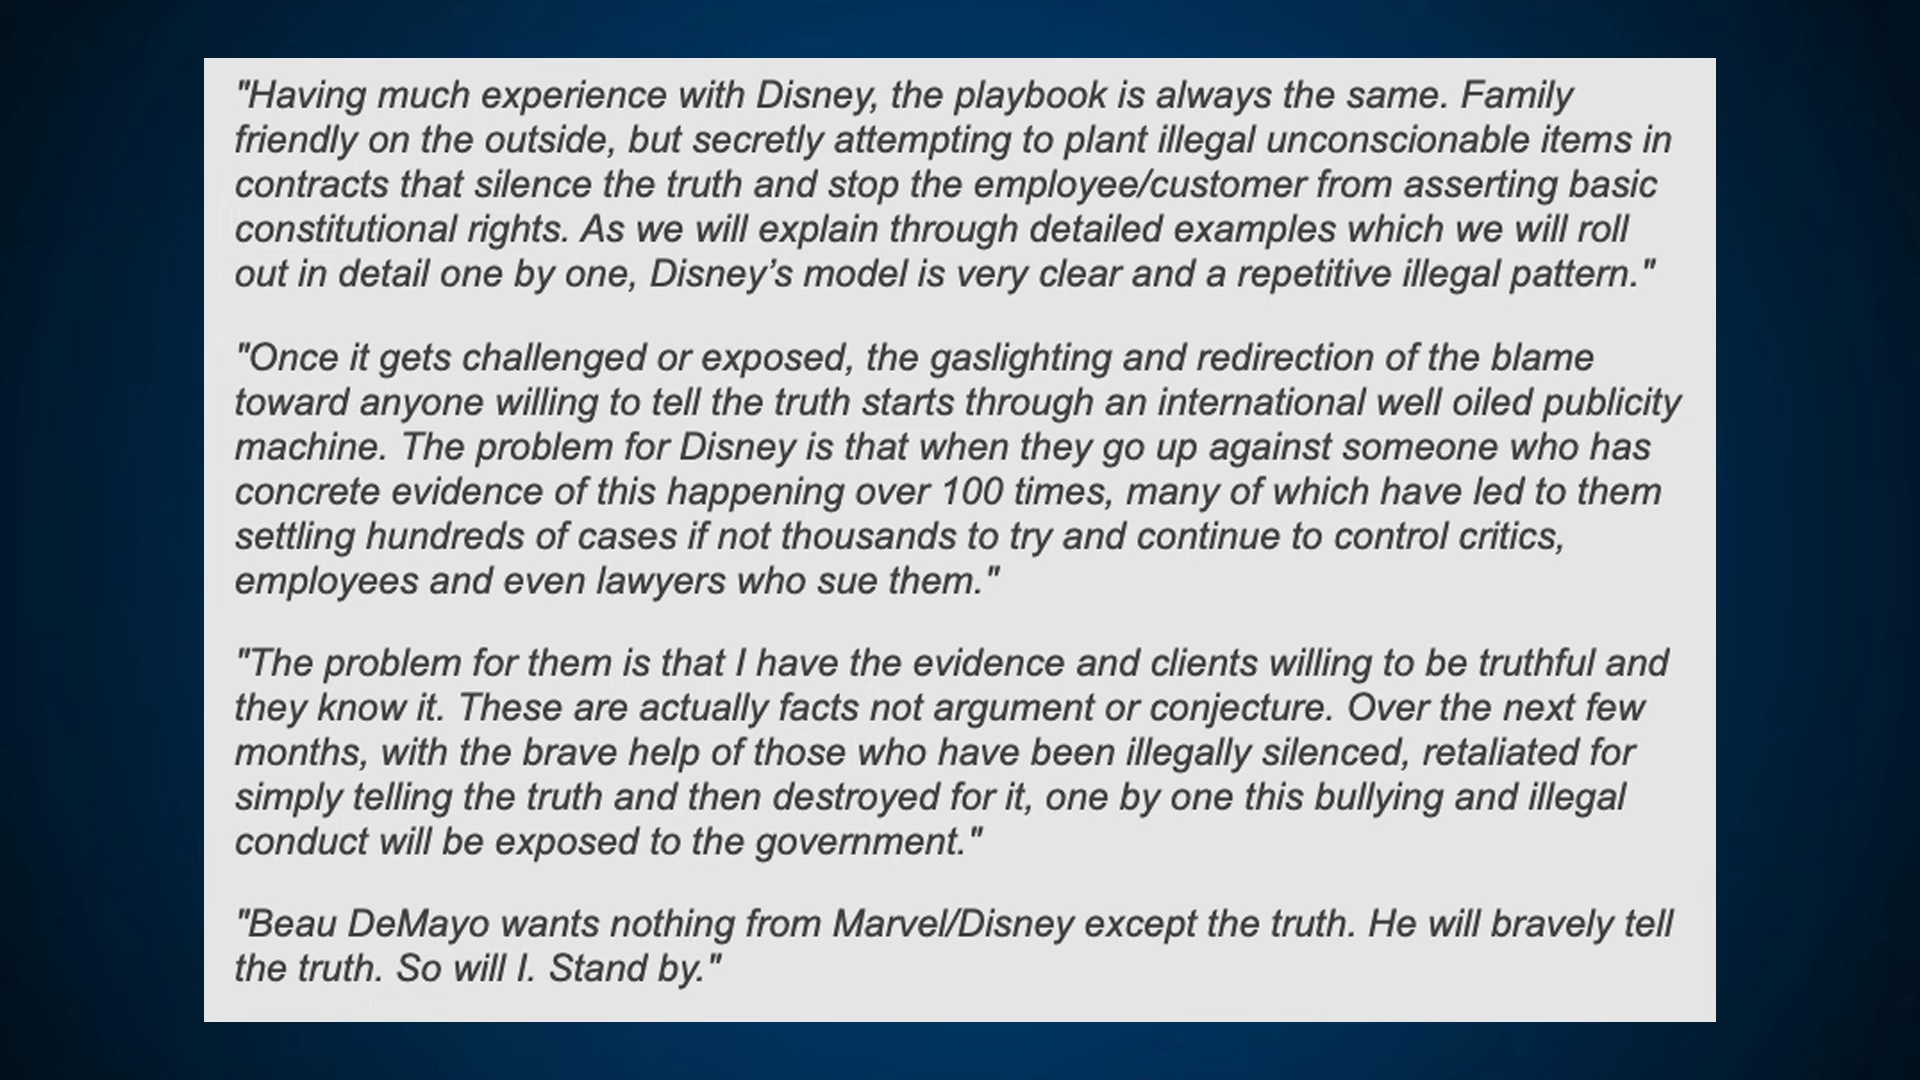 "Having much experience with Disney, the playbook is always the same. Family
friendly on the outside, but secretly attempting to plant illegal unconscionable items in
contracts that silence the truth and stop the employee/customer from asserting basic
constitutional rights. As we will explain through detailed examples which we will roll
out in detail one by one, Disney’s model is very clear and a repetitive illegal pattern."
"Once it gets challenged or exposed, the gaslighting and redirection of the blame
toward anyone willing to tell the truth starts through an international well oiled publicity
machine. The problem for Disney is that when they go up against someone who has
concrete evidence of this happening over 100 times, many of which have led to them
settling hundreds of cases if not thousands to try and continue to control critics,
employees and even lawyers who sue them."
"The problem for them is that I have the evidence and clients willing to be truthful and
they know it. These are actually facts not argument or conjecture. Over the next few
months, with the brave help of those who have been illegally silenced, retaliated for
simply telling the truth and then destroyed for it, one by one this bullying and illegal
conduct will be exposed to the government."
"Beau DeMayo wants nothing from Marvel/Disney except the truth. He will bravely tell
the truth. So will I. Stand by."